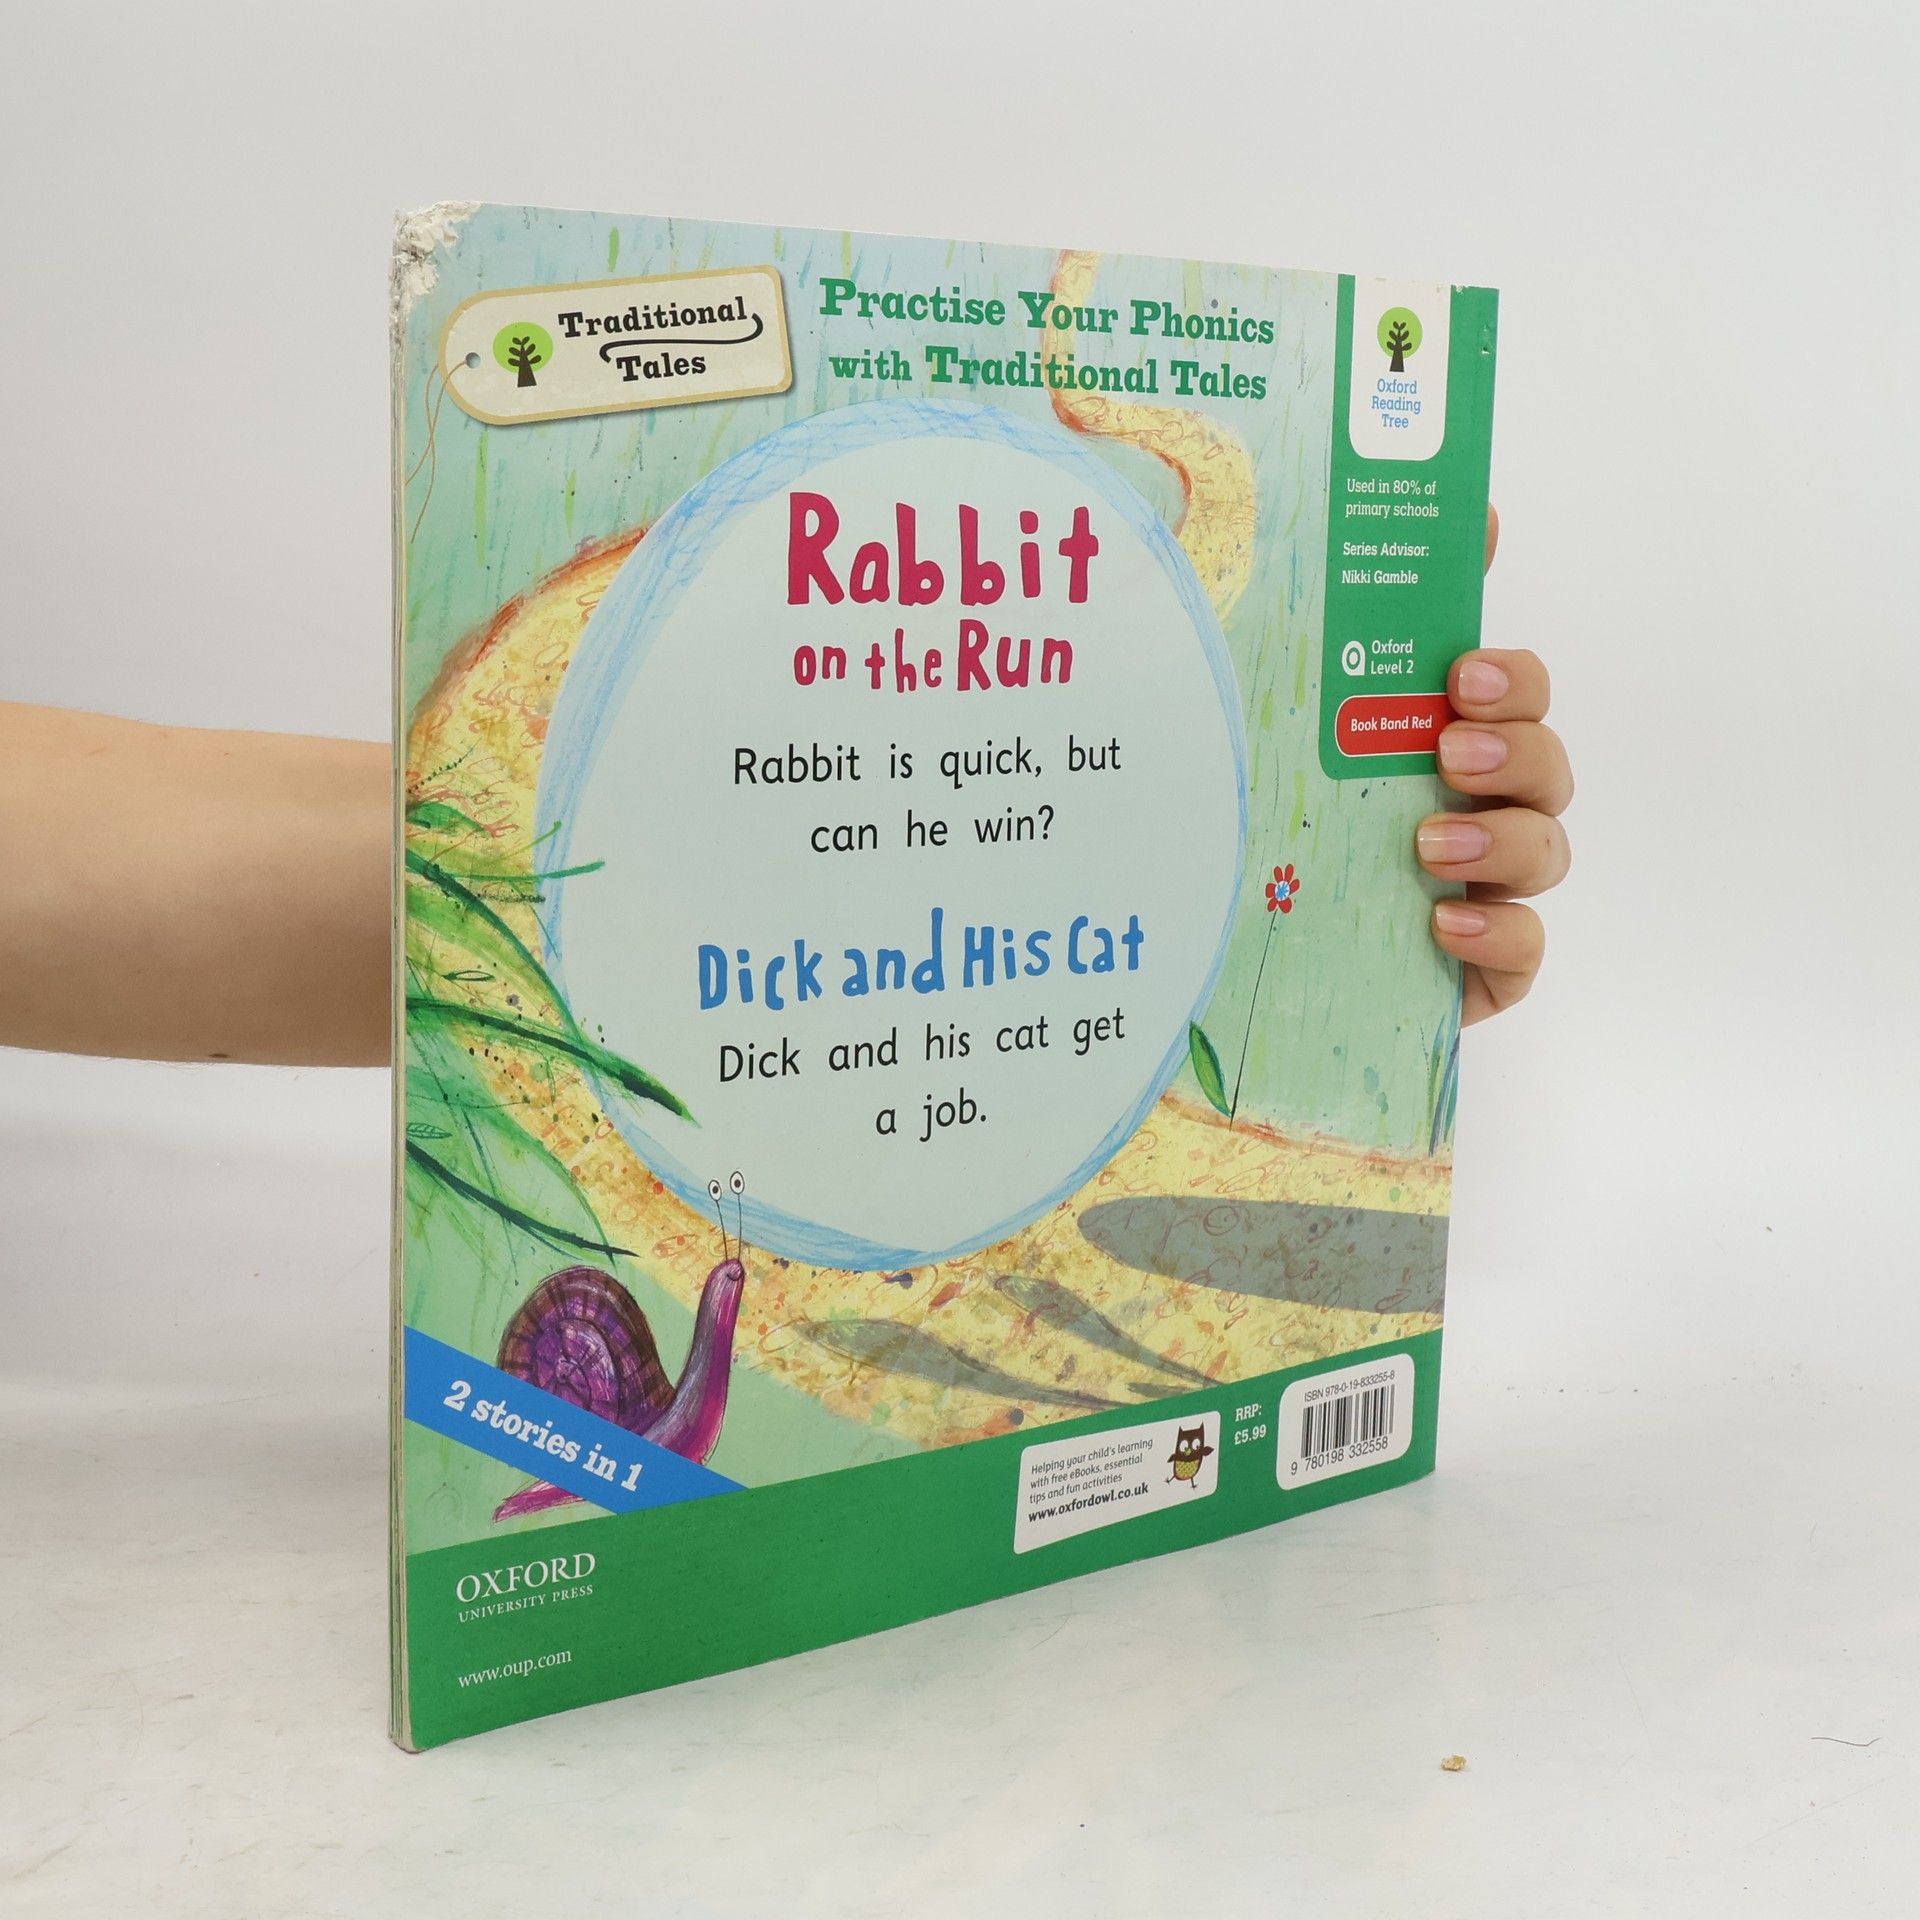 Traditional
Tales
Practise Your Phonics
with Traditional Tales
Oxford
Reading
Tree
Used in 80% of
primary schools
Series Advisor:
Nikki Gamble
Oxford
Level 2
Book Band Red
Rabbit
on the Run
Rabbit is quick, but
can he win?
Dick and His Cat
Dick and his cat get
a job.
2 stories in 1
OXFORD
UNIVERSITY PRESS
www.oup.com
Helping your child's learning
with free eBooks, essential
tips and fun activities
www.oxfordowl.co.uk
RRP:
£5.99
ISBN 978-0-19-833255-8
9 780198 332558